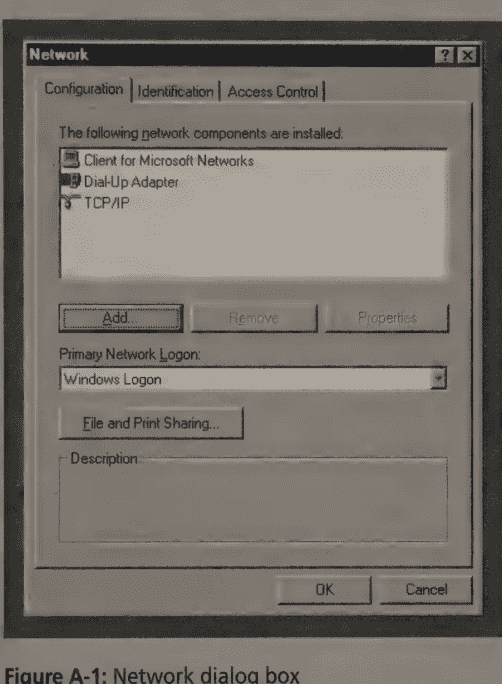 Network
Configuration Identification Access Control
The following network components are installed:
Client for Microsoft Networks
Dial-Up Adapter
TCP/IP
Add... Remove Properties
Primary Network Logon:
Windows Logon
File and Print Sharing...
Description
OK Cancel
Figure A-1: Network dialog box